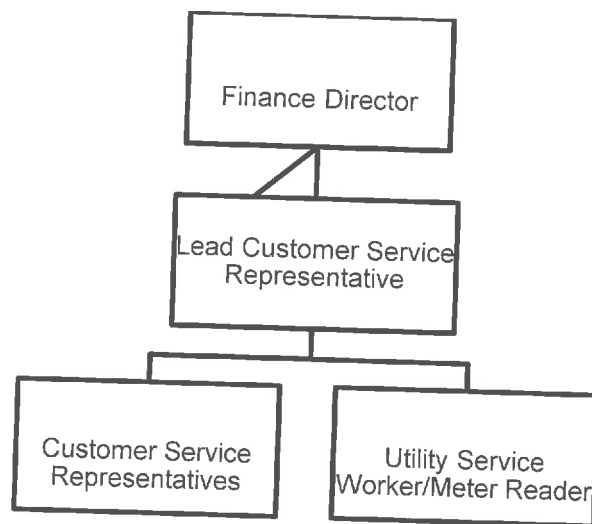 Finance Director
Lead Customer Service
Representative
Customer Service
Representatives
Utility Service
Worker/Meter Reader